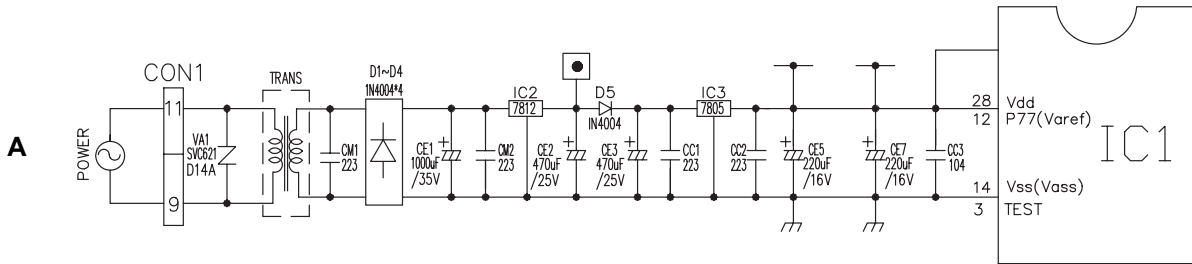 A
POWER
CON1
11
9
VA1
SVC621
D14A
TRANS
CM1
223
D1~D4
1N4004*4
+
CE1
1000uF
/35V
CM2
223
IC2
7812
+
CE2
470uF
/25V
D5
IN4004
+
CE3
470uF
/25V
CC1
223
IC3
7805
CC2
223
+
CE5
220uF
/16V
+
CE7
220uF
/16V
CC3
104
28 Vdd
12 P77(Varef)
14 Vss(Vass)
3 TEST
IC1